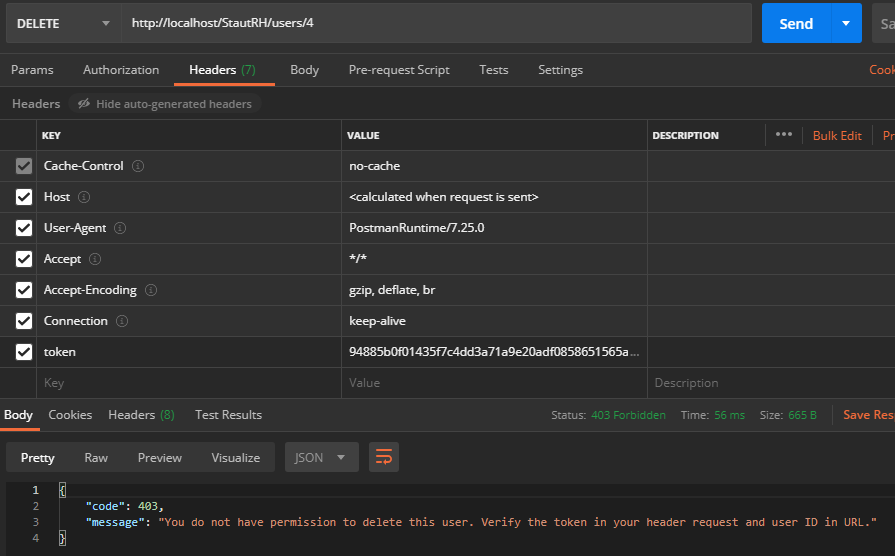 DELETE http://localhost/StautRH/users/4 Send Sa
Params Authorization Headers (7) Body Pre-request Script Tests Settings Cook
Headers Hide auto-generated headers
KEY VALUE DESCRIPTION ••• Bulk Edit Pr
Cache-Control no-cache
Host <calculated when request is sent>
User-Agent PostmanRuntime/7.25.0
Accept */*
Accept-Encoding gzip, deflate, br
Connection keep-alive
token 94885b0f01435f7c4dd3a71a9e20adf0858651565a...
Key Value Description
Body Cookies Headers (8) Test Results Status: 403 Forbidden Time: 56 ms Size: 665 B Save Res
Pretty Raw Preview Visualize JSON
1 {
2 "code": 403,
3 "message": "You do not have permission to delete this user. Verify the token in your header request and user ID in URL."
4 }